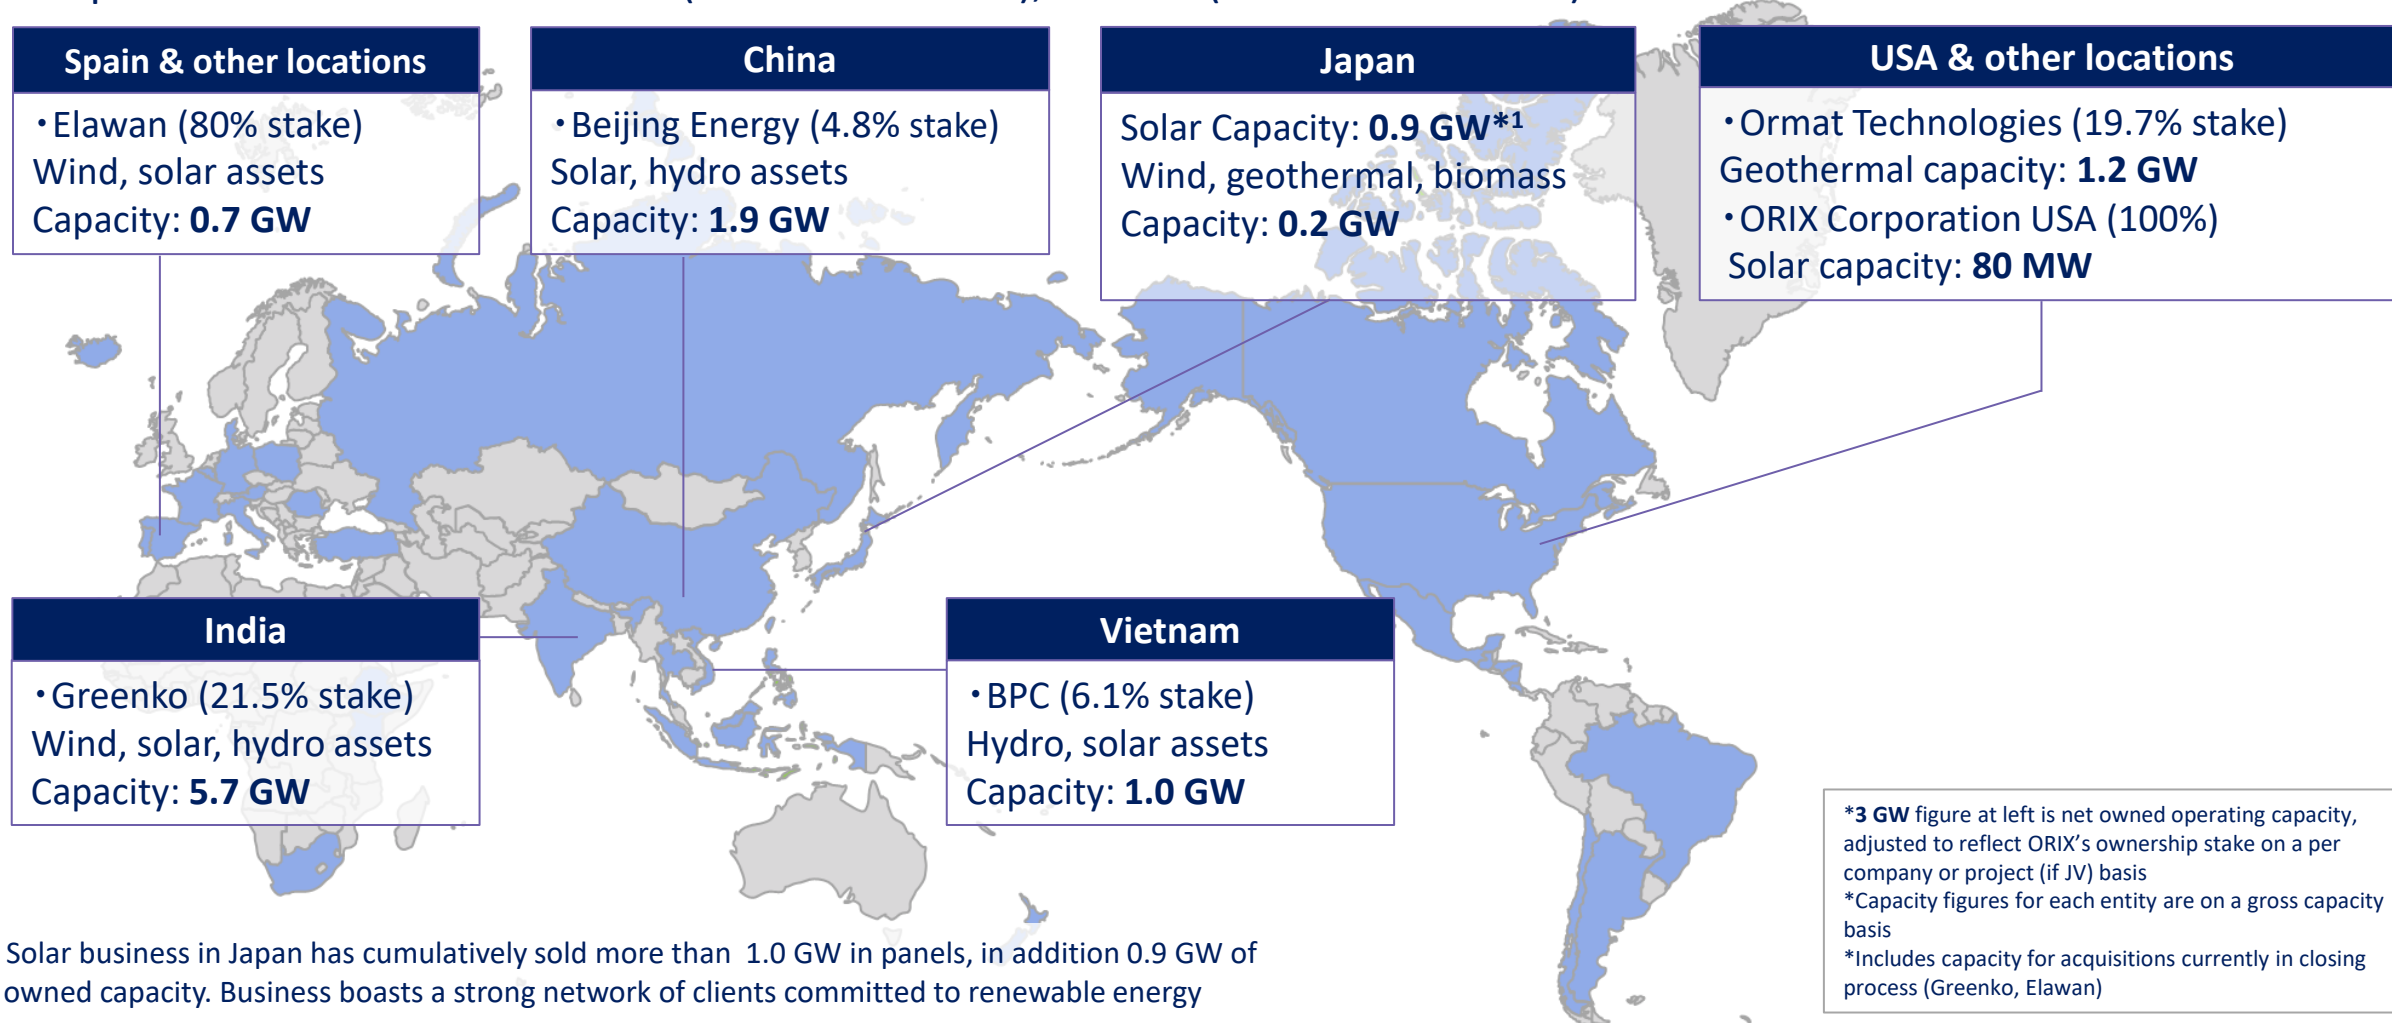 Spain & other locations
・Elawan (80% stake)
Wind, solar assets
Capacity: 0.7 GW
China
・Beijing Energy (4.8% stake)
Solar, hydro assets
Capacity: 1.9 GW
Japan
Solar Capacity: 0.9 GW*1
Wind, geothermal, biomass
Capacity: 0.2 GW
USA & other locations
・Ormat Technologies (19.7% stake)
Geothermal capacity: 1.2 GW
・ORIX Corporation USA (100%)
Solar capacity: 80 MW
India
・Greenko (21.5% stake)
Wind, solar, hydro assets
Capacity: 5.7 GW
Vietnam
・BPC (6.1% stake)
Hydro, solar assets
Capacity: 1.0 GW
*3 GW figure at left is net owned operating capacity,
adjusted to reflect ORIX's ownership stake on a per
company or project (if JV) basis
*Capacity figures for each entity are on a gross capacity
basis
*Includes capacity for acquisitions currently in closing
process (Greenko, Elawan)
Solar business in Japan has cumulatively sold more than 1.0 GW in panels, in addition 0.9 GW of
owned capacity. Business boasts a strong network of clients committed to renewable energy